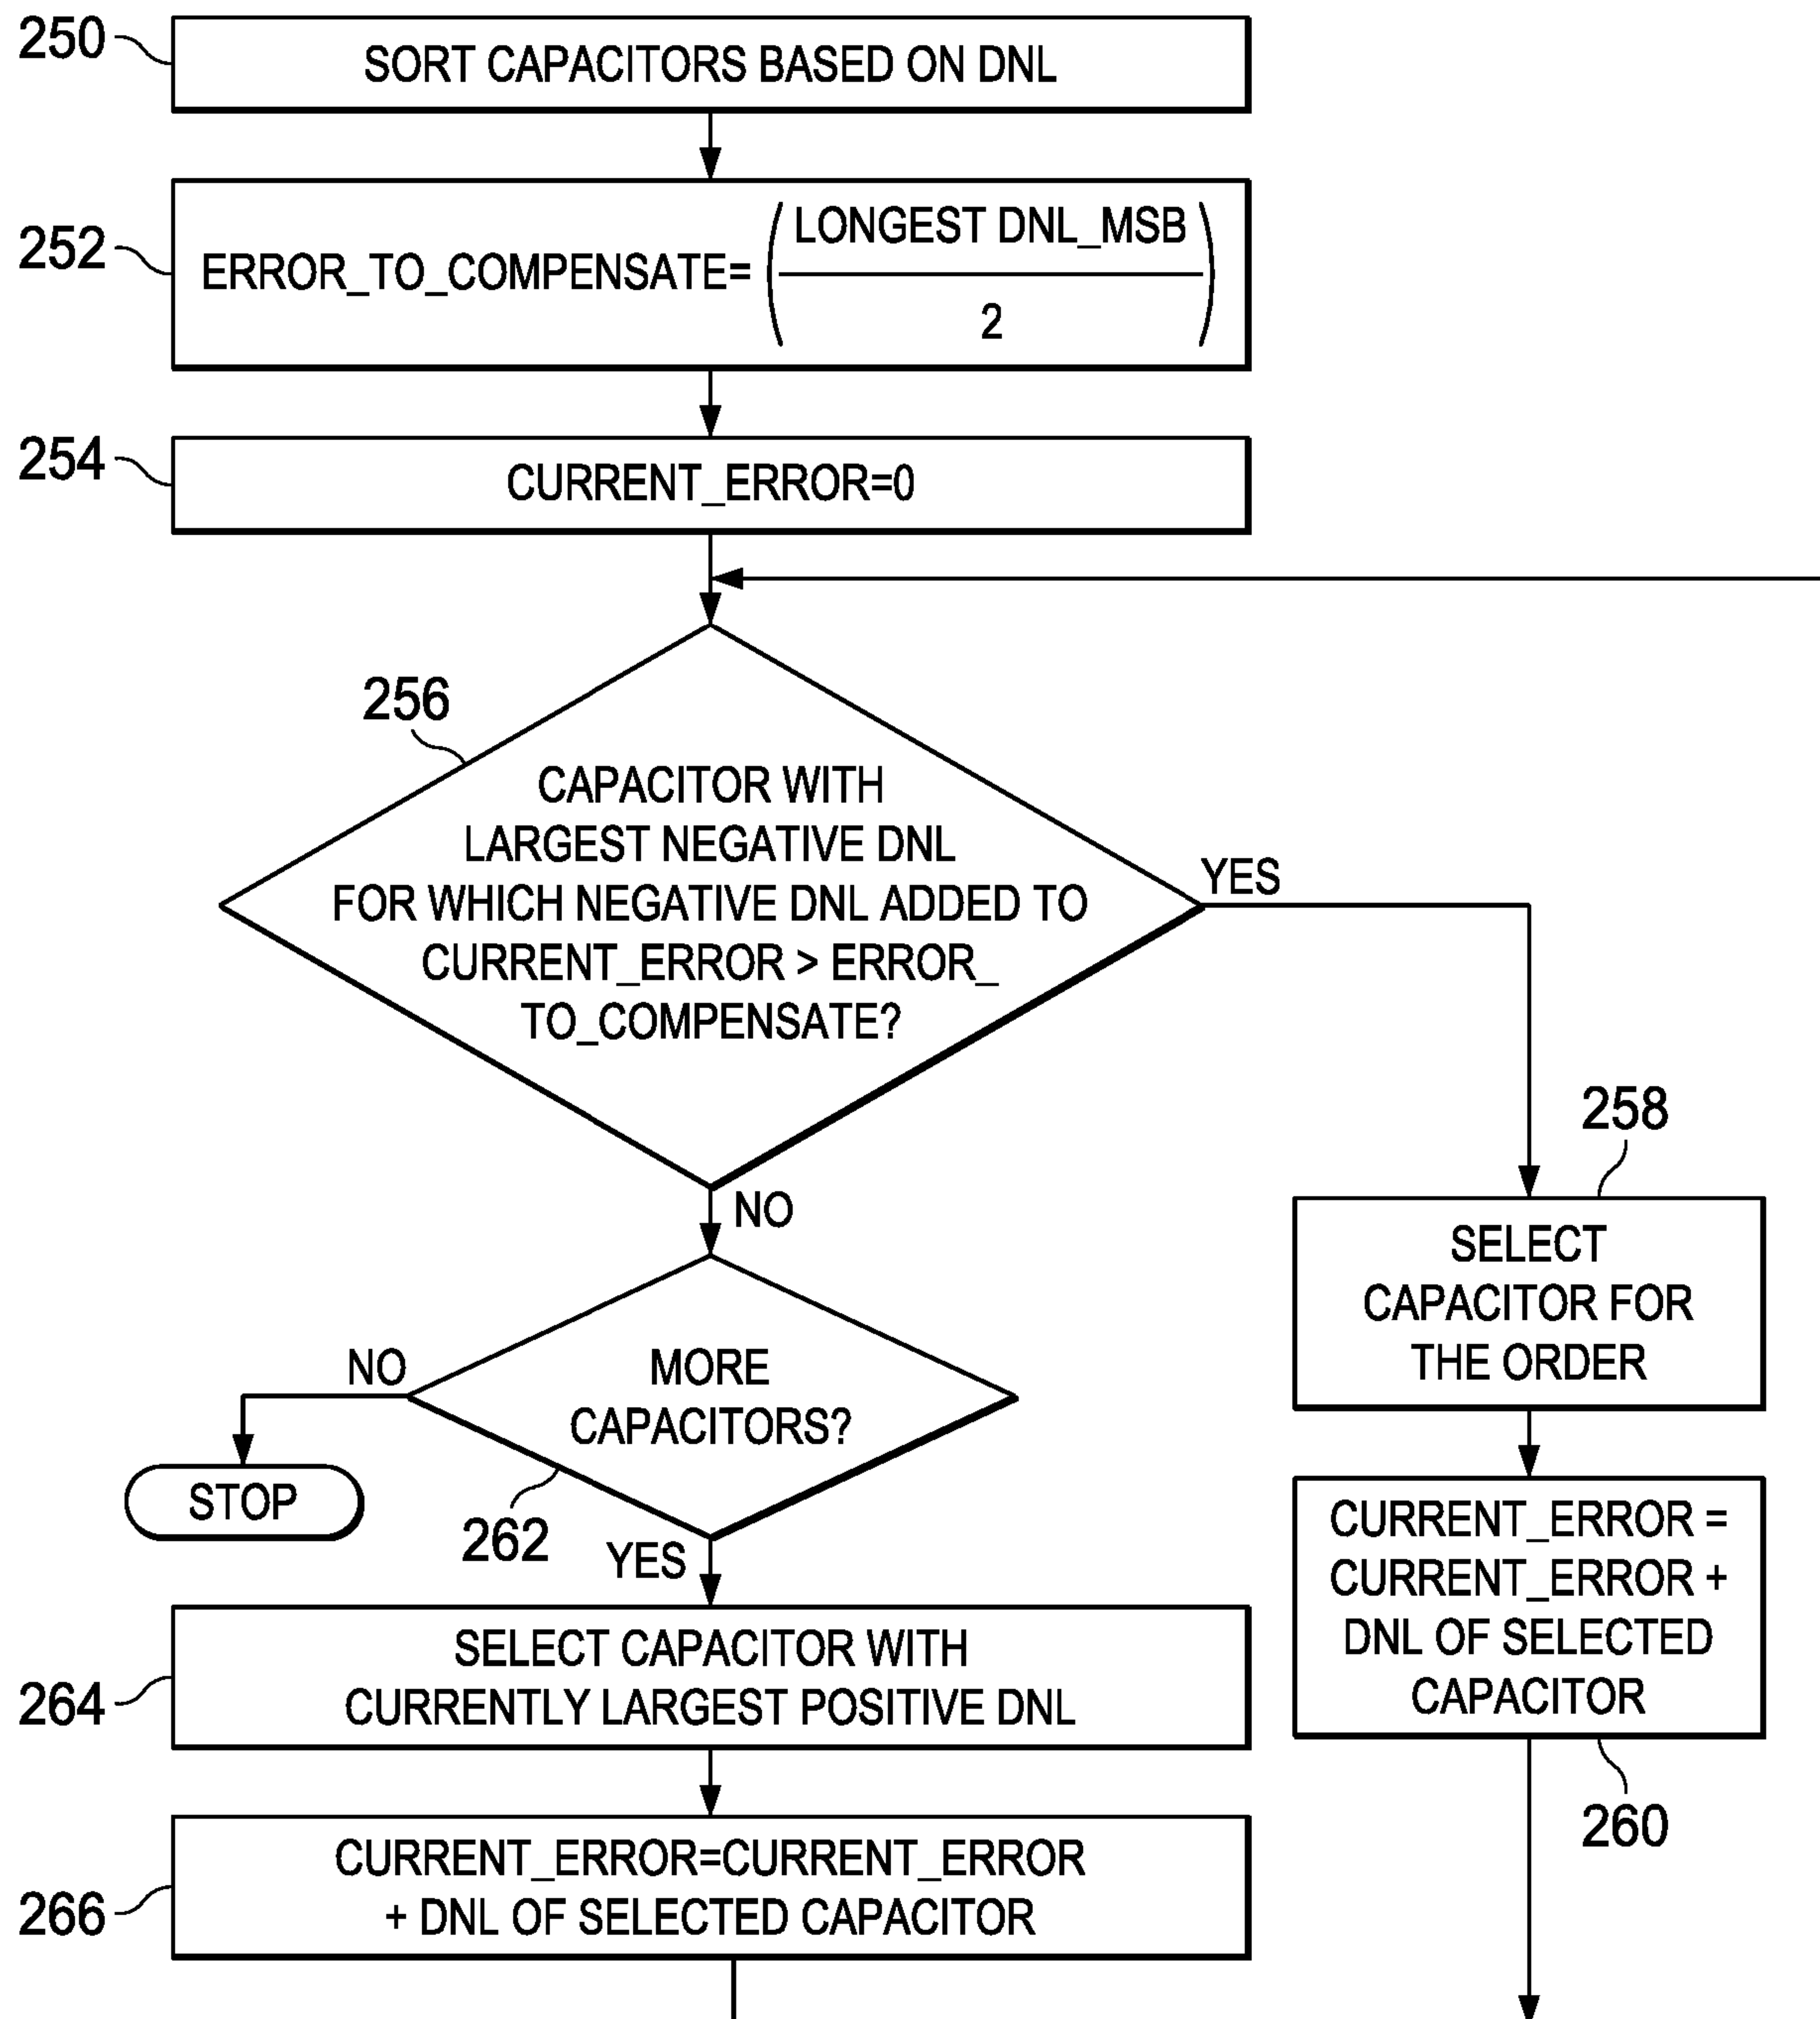 250
SORT CAPACITORS BASED ON DNL
252
ERROR_TO_COMPENSATE= (LONGEST DNL_MSB
2)
254
CURRENT_ERROR=0
256
CAPACITOR WITH
LARGEST NEGATIVE DNL
FOR WHICH NEGATIVE DNL ADDED TO
CURRENT_ERROR > ERROR_
TO_COMPENSATE?
YES
NO
258
SELECT
CAPACITOR FOR
THE ORDER
CURRENT_ERROR =
CURRENT_ERROR +
DNL OF SELECTED
CAPACITOR
260
MORE
CAPACITORS?
NO
STOP
262
YES
264
SELECT CAPACITOR WITH
CURRENTLY LARGEST POSITIVE DNL
266
CURRENT_ERROR=CURRENT_ERROR
+ DNL OF SELECTED CAPACITOR